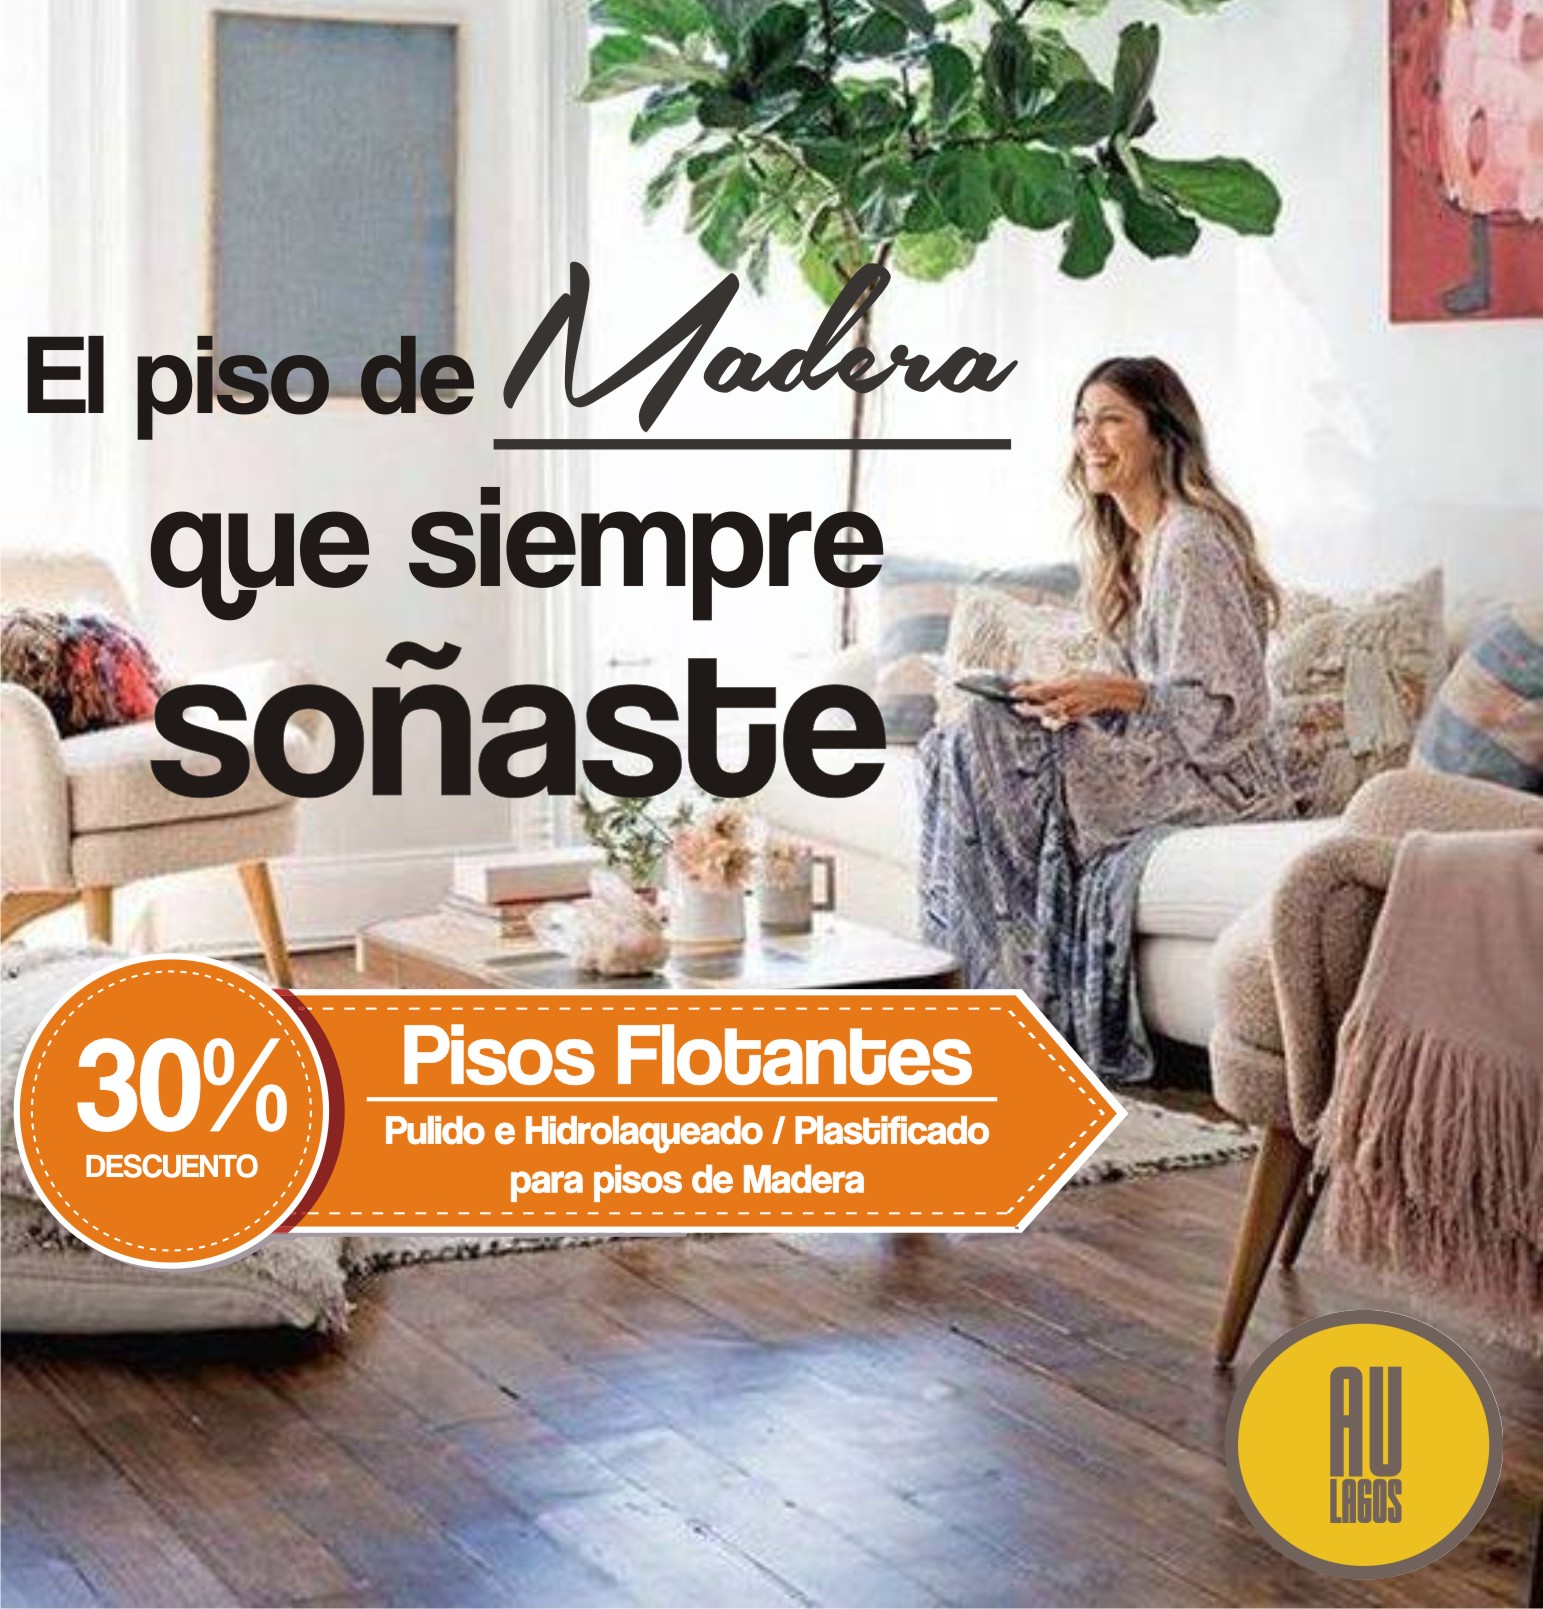 El piso de Madera
que siempre
soñaste
30%
DESCUENTO
Pisos Flotantes
Pulido e Hidrolaqueado / Plastificado
para pisos de Madera
AU
LAGOS